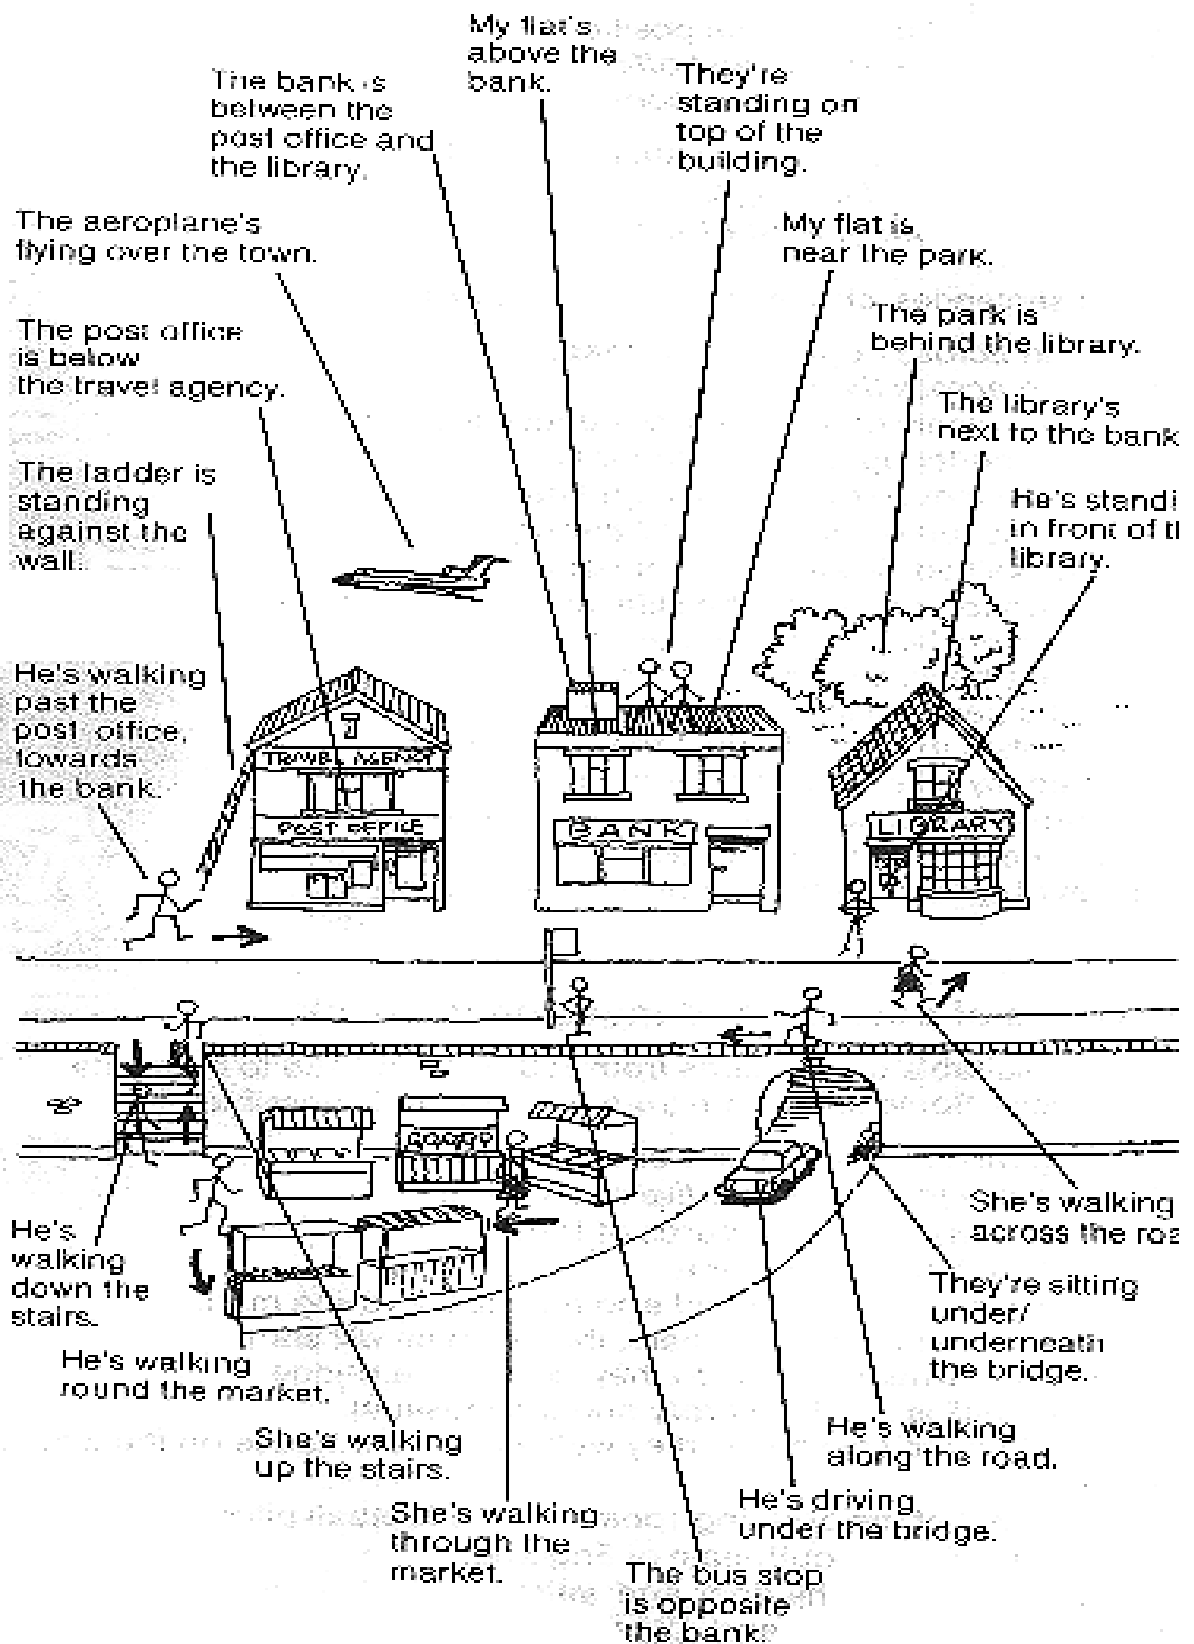 My flat's
above the
bank.
The bank is
between the
post office and
the library.
They're
standing on
top of the
building.
The aeroplane's
flying over the town.
My flat is
near the park.
The post office
is below
the travel agency.
The park is
behind the library.
The library's
next to the bank
The ladder is
standing
against the
wall.
He's standi
in front of t
library.
He's walking
past the
post office,
towards
the bank.
TRAVEL AGENCY
POST OFFICE
BANK
LIBRARY
He's
walking
down the
stairs.
She's walking
across the roa
They're sitting
under/
underneath
the bridge.
He's walking
round the market.
She's walking
up the stairs.
He's walking
along the road.
She's walking
through the
market.
He's driving
under the bridge.
The bus stop
is opposite
the bank.